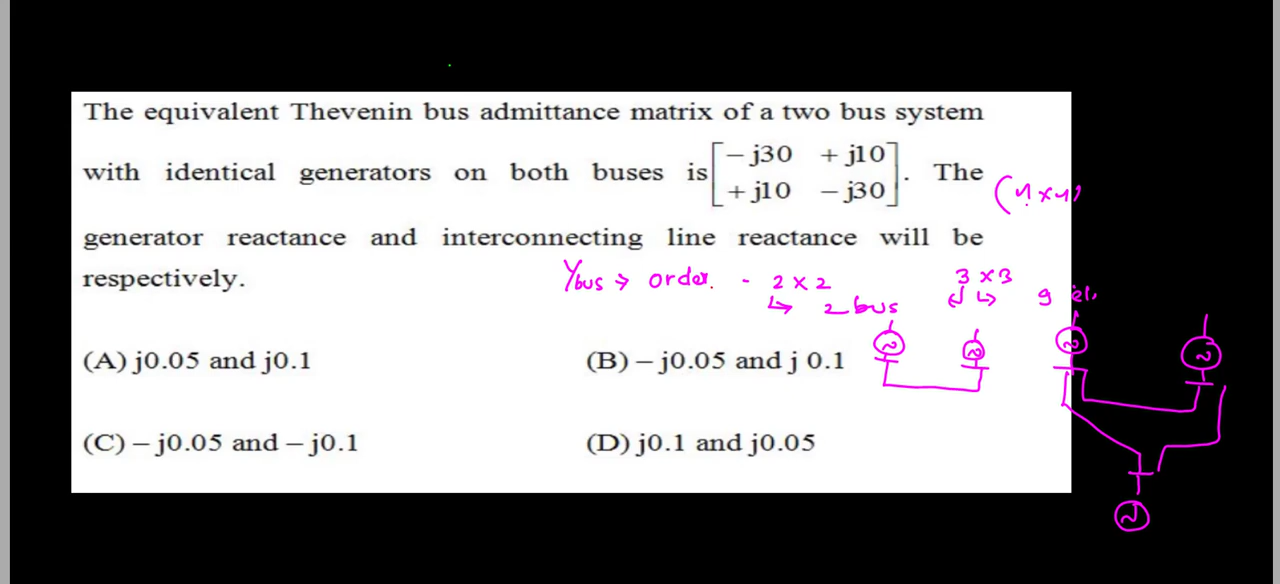 The equivalent Thevenin bus admittance matrix of a two bus system
with identical generators on both buses is [ – j30 + j10
+ j10 – j30 ]. The
(4x4)
generator reactance and interconnecting line reactance will be
respectively.
Ybus → order. - 2 x 2
3 x 3
↳ 2 bus
9 el.
(A) j0.05 and j0.1
(B) – j0.05 and j 0.1
(C) – j0.05 and – j0.1
(D) j0.1 and j0.05